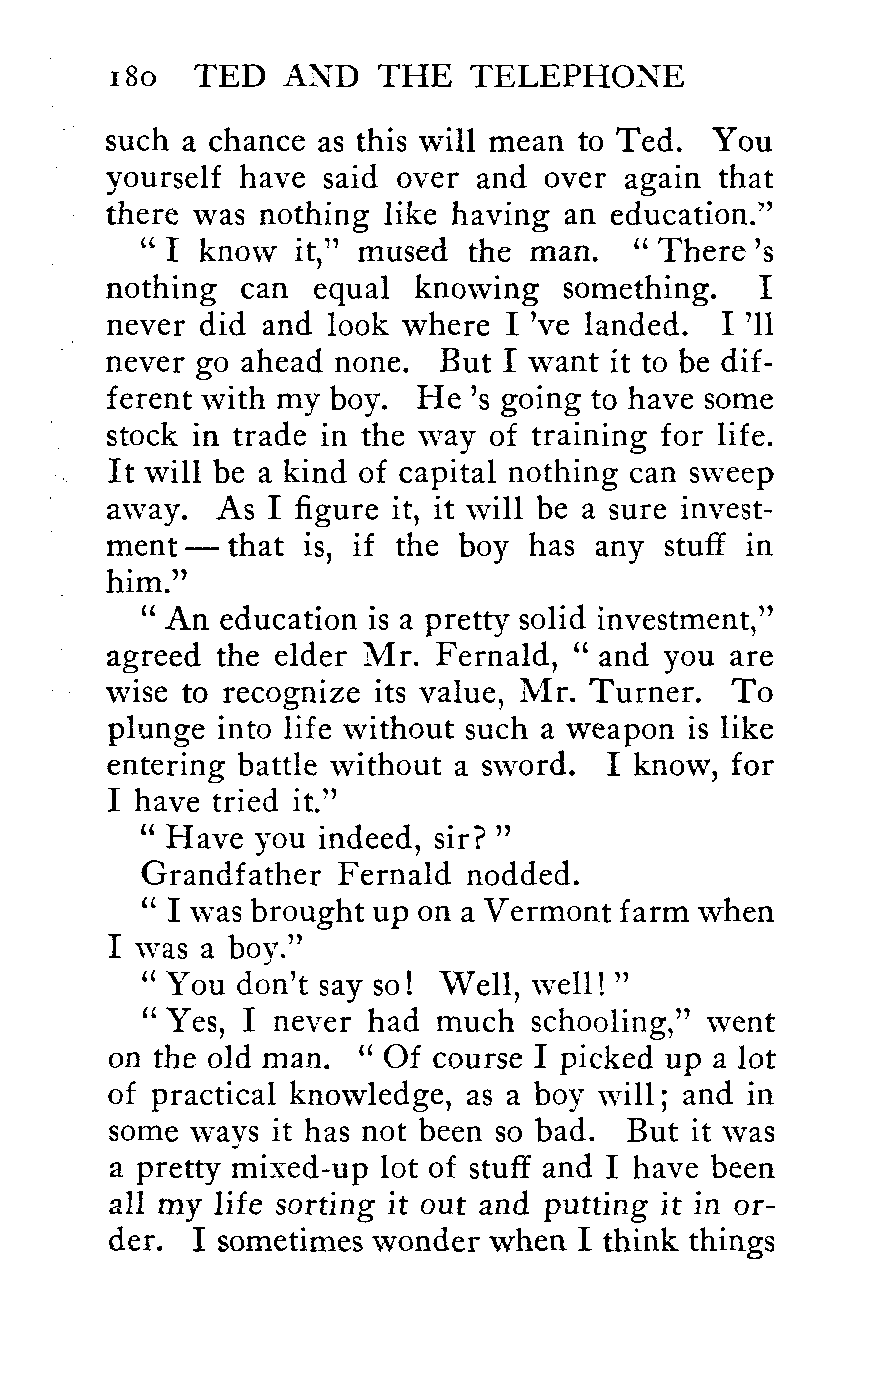 180 TED AND THE TELEPHONE
such a chance as this will mean to Ted. You
yourself have said over and over again that
there was nothing like having an education."
" I know it," mused the man. " There 's
nothing can equal knowing something. I
never did and look where I 've landed. I 'll
never go ahead none. But I want it to be dif-
ferent with my boy. He 's going to have some
stock in trade in the way of training for life.
It will be a kind of capital nothing can sweep
away. As I figure it, it will be a sure invest-
ment — that is, if the boy has any stuff in
him."
" An education is a pretty solid investment,"
agreed the elder Mr. Fernald, " and you are
wise to recognize its value, Mr. Turner. To
plunge into life without such a weapon is like
entering battle without a sword. I know, for
I have tried it."
" Have you indeed, sir? "
Grandfather Fernald nodded.
" I was brought up on a Vermont farm when
I was a boy."
" You don't say so! Well, well! "
" Yes, I never had much schooling," went
on the old man. " Of course I picked up a lot
of practical knowledge, as a boy will; and in
some ways it has not been so bad. But it was
a pretty mixed-up lot of stuff and I have been
all my life sorting it out and putting it in or-
der. I sometimes wonder when I think things